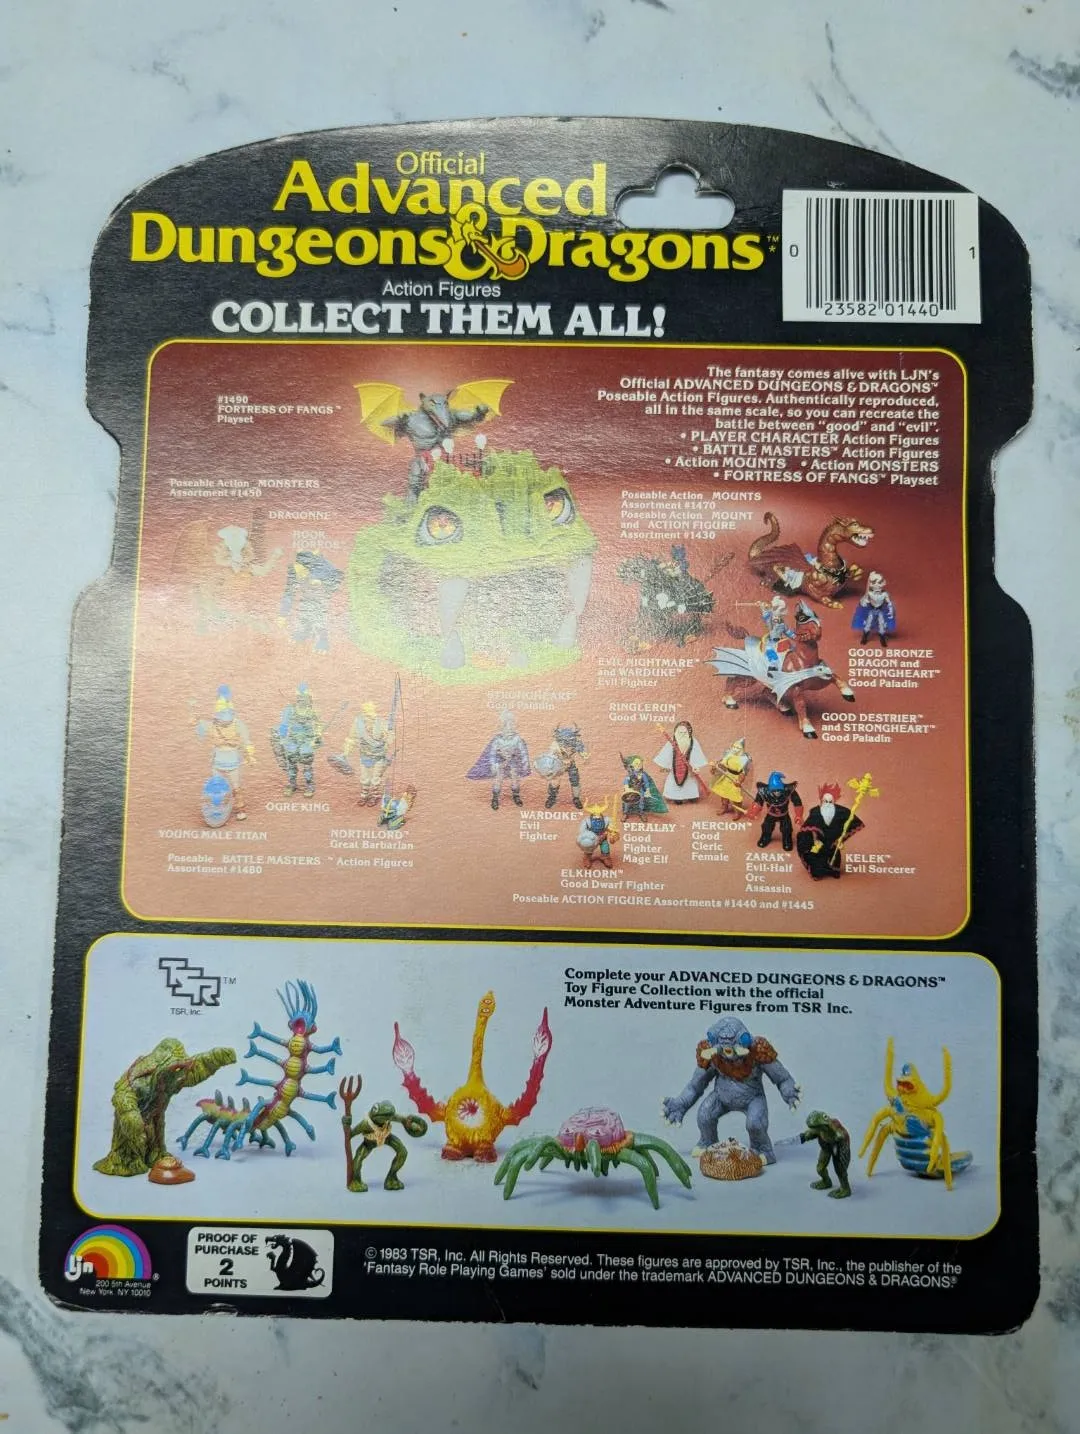 Official
Advanced
Dungeons & Dragons™*
Action Figures
COLLECT THEM ALL!
0 23582 01440 1
#1490
FORTRESS OF FANGS™
Playset
The fantasy comes alive with LJN's
Official ADVANCED DUNGEONS & DRAGONS™
Poseable Action Figures. Authentically reproduced,
all in the same scale, so you can recreate the
battle between "good" and "evil".
• PLAYER CHARACTER Action Figures
• BATTLE MASTERS™ Action Figures
• Action MOUNTS • Action MONSTERS
• FORTRESS OF FANGS™ Playset
Poseable Action MONSTERS
Assortment #1450
DRAGONNE™
HOOK
HORROR™
Poseable Action MOUNTS
Assortment #1470
Poseable Action MOUNT
and ACTION FIGURE
Assortment #1430
EVIL NIGHTMARE™
and WARDUKE™
Evil Fighter
GOOD BRONZE
DRAGON and
STRONGHEART™
Good Paladin
GOOD DESTRIER™
and STRONGHEART™
Good Paladin
STRONGHEART™
Good Paladin
RINGLERUN™
Good Wizard
OGRE KING
YOUNG MALE TITAN
NORTHLORD™
Great Barbarian
Poseable BATTLE MASTERS™ Action Figures
Assortment #1480
WARDUKE™
Evil
Fighter
PERALAY™
Good
Fighter
Mage Elf
MERCION™
Good
Cleric
Female
ZARAK™
Evil-Half
Orc
Assassin
KELEK™
Evil Sorcerer
ELKHORN™
Good Dwarf Fighter
Poseable ACTION FIGURE Assortments #1440 and #1445
TSR™
TSR, Inc.
Complete your ADVANCED DUNGEONS & DRAGONS™
Toy Figure Collection with the official
Monster Adventure Figures from TSR Inc.
ljn®
200 5th Avenue
New York NY 10010
PROOF OF
PURCHASE
2
POINTS
© 1983 TSR, Inc. All Rights Reserved. These figures are approved by TSR, Inc., the publisher of the
'Fantasy Role Playing Games' sold under the trademark ADVANCED DUNGEONS & DRAGONS®